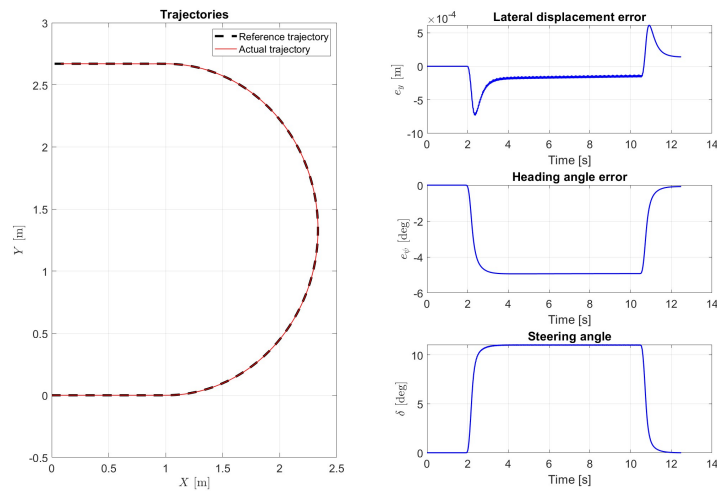 Trajectories
3
2.5
2
1.5
1
0.5
0
-0.5
0 0.5 1 1.5 2 2.5
X [m]
Y [m]
Reference trajectory
Actual trajectory
×10⁻⁴
Lateral displacement error
5
0
-5
-10
0 2 4 6 8 10 12 14
Time [s]
e_y [m]
Heading angle error
0
-2
-4
-6
0 2 4 6 8 10 12 14
Time [s]
e_ψ [deg]
Steering angle
10
5
0
0 2 4 6 8 10 12 14
Time [s]
δ [deg]